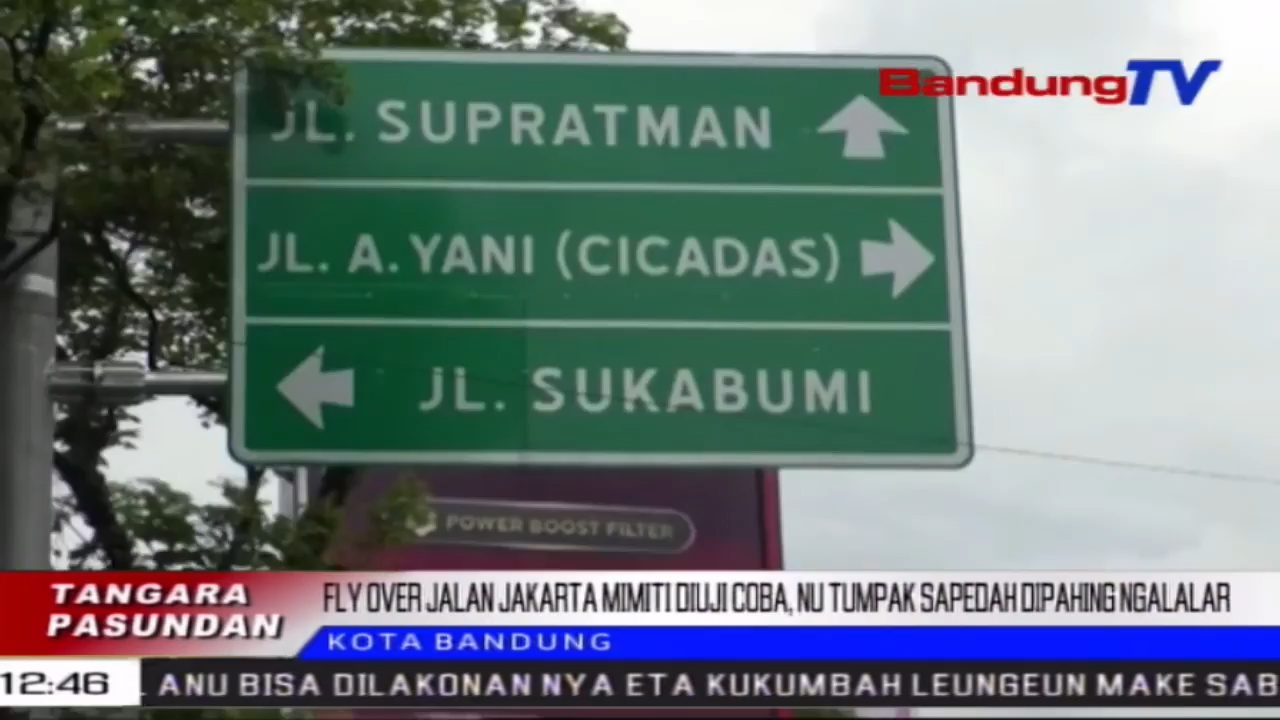 BandungTV
JL. SUPRATMAN
JL. A. YANI (CICADAS)
JL. SUKABUMI
POWER BOOST FILTER
TANGARA
PASUNDAN
FLY OVER JALAN JAKARTA MIMITI DIUJI COBA, NU TUMPAK SAPEDAH DIPAHING NGALALAR
KOTA BANDUNG
12:46
ANU BISA DILAKONAN NYA ETA KUKUMBAH LEUNGEUN MAKE SAB